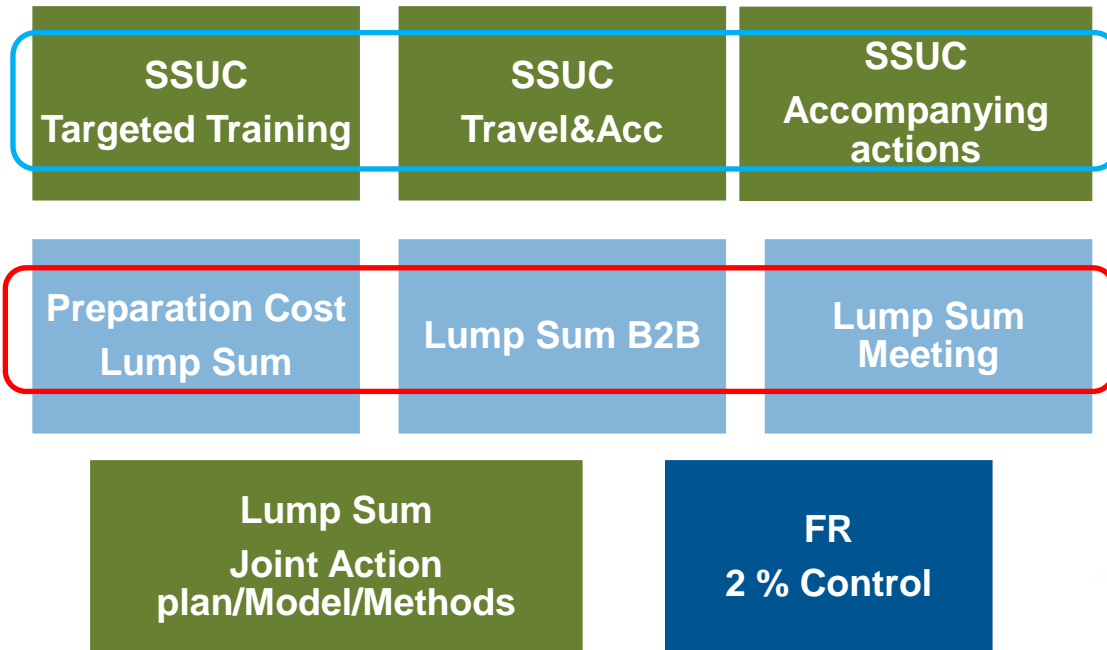 SSUC
Targeted Training
SSUC
Travel&Acc
SSUC
Accompanying
actions
Preparation Cost
Lump Sum
Lump Sum B2B
Lump Sum
Meeting
Lump Sum
Joint Action
plan/Model/Methods
FR
2 % Control